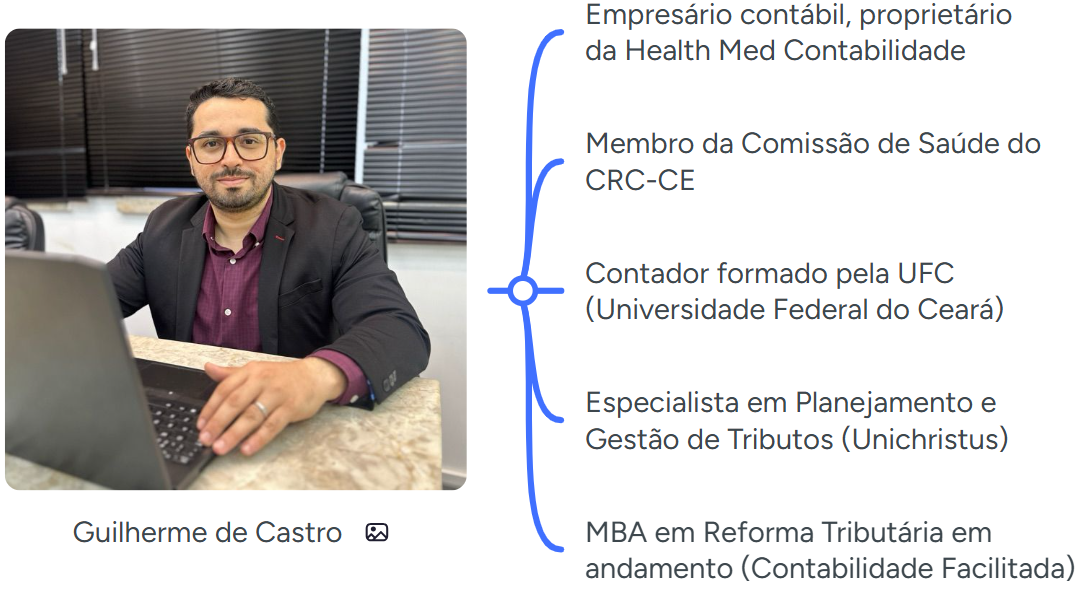 Empresário contábil, proprietário
da Health Med Contabilidade
Membro da Comissão de Saúde do
CRC-CE
Contador formado pela UFC
(Universidade Federal do Ceará)
Especialista em Planejamento e
Gestão de Tributos (Unichristus)
MBA em Reforma Tributária em
andamento (Contabilidade Facilitada)
Guilherme de Castro